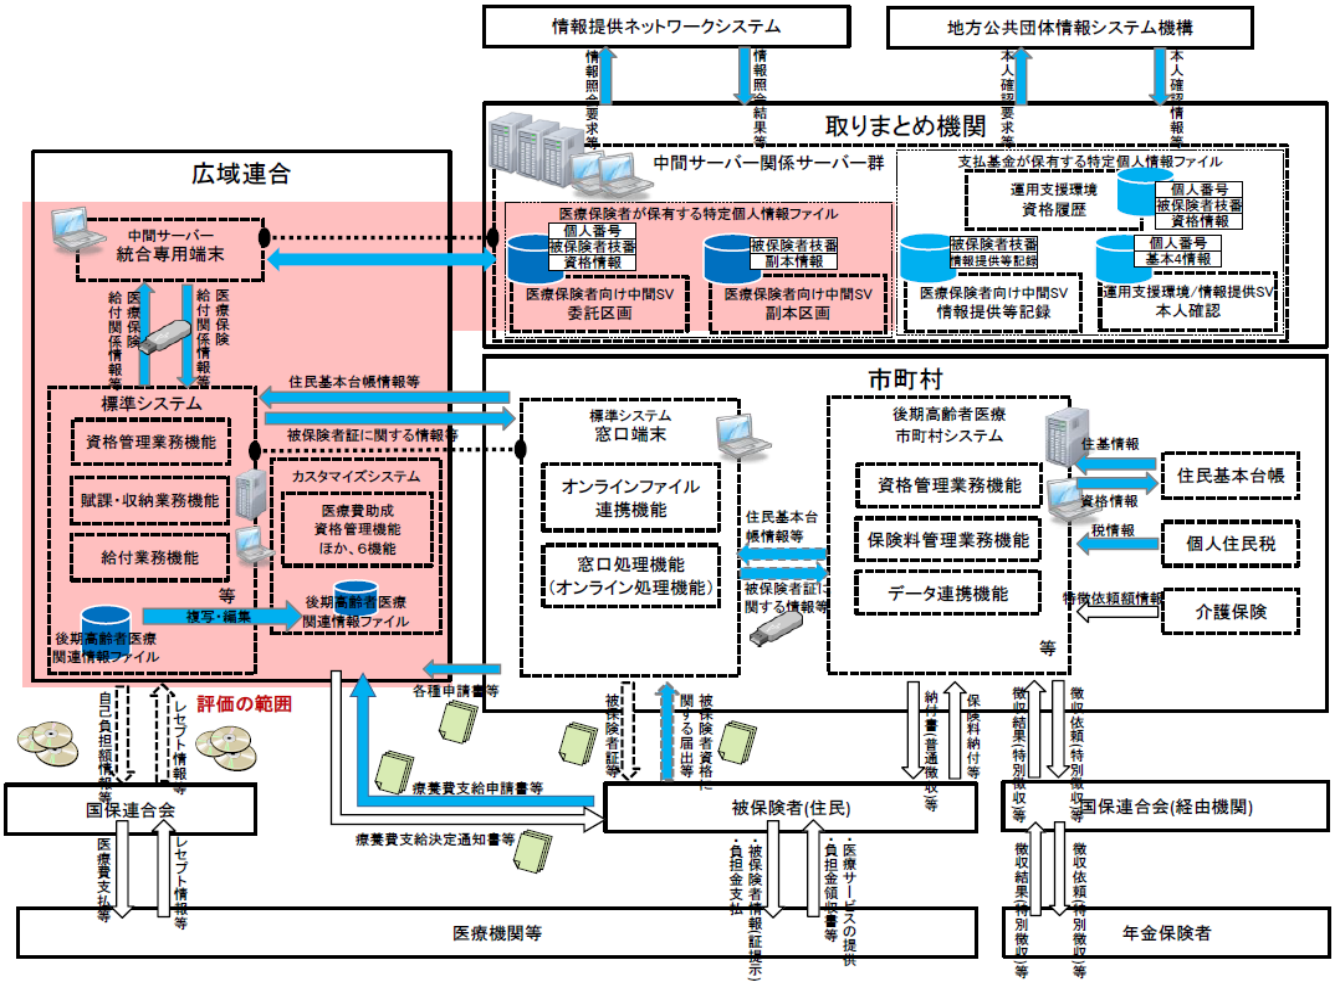 情報提供ネットワークシステム
地方公共団体情報システム機構
情報照会要求等
情報照会結果等
本人確認要求等
本人確認情報等
取りまとめ機関
中間サーバー関係サーバー群
支払基金が保有する特定個人情報ファイル
運用支援環境
資格履歴
個人番号
被保険者枝番
資格情報
医療保険者が保有する特定個人情報ファイル
個人番号
被保険者枝番
資格情報
医療保険者向け中間SV
委託区画
被保険者枝番
副本情報
医療保険者向け中間SV
副本区画
被保険者枝番
情報提供等記録
医療保険者向け中間SV
情報提供等記録
個人番号
基本4情報
運用支援環境/情報提供SV
本人確認
広域連合
中間サーバー
統合専用端末
医療保険
給付関係情報等
医療保険
給付関係情報等
標準システム
資格管理業務機能
賦課・収納業務機能
給付業務機能
等
後期高齢者医療
関連情報ファイル
複写・編集
カスタマイズシステム
医療費助成
資格管理機能
ほか、6機能
後期高齢者医療
関連情報ファイル
評価の範囲
住民基本台帳情報等
被保険者証に関する情報等
市町村
標準システム
窓口端末
オンラインファイル
連携機能
窓口処理機能
(オンライン処理機能)
住民基本台
帳情報等
被保険者証に
関する情報等
後期高齢者医療
市町村システム
資格管理業務機能
保険料管理業務機能
データ連携機能
等
住基情報
資格情報
住民基本台帳
税情報
個人住民税
特徴依頼額情報
介護保険
各種申請書等
自己負担額情報等
レセプト情報等
被保険者証等
被保険者資格に
関する届出等
納付書(普通徴収)等
保険料納付等
徴収結果(特別徴収)等
徴収依頼(特別徴収)等
療養費支給申請書等
療養費支給決定通知書等
国保連合会
被保険者(住民)
国保連合会(経由機関)
医療費支払等
レセプト情報等
・被保険者情報(証提示)
・負担金支払
・医療サービスの提供
・負担金領収書等
徴収結果(特別徴収)等
徴収依頼(特別徴収)等
医療機関等
年金保険者